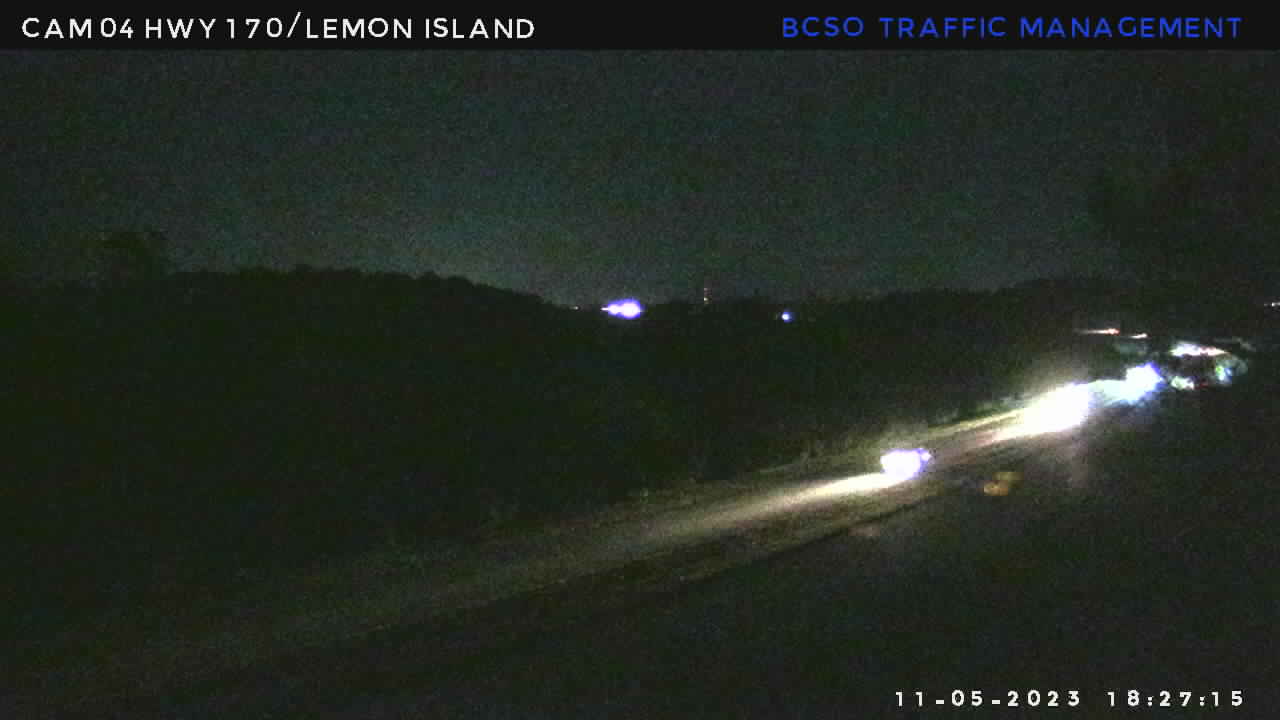 CAM04 HWY 170/LEMON ISLAND
BCSO TRAFFIC MANAGEMENT
11-05-2023 18:27:15